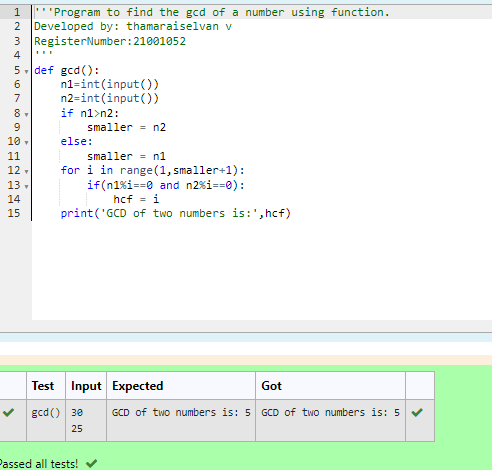 1 '''Program to find the gcd of a number using function.
2 Developed by: thamaraiselvan v
3 RegisterNumber:21001052
4 '''
5 def gcd():
6     n1=int(input())
7     n2=int(input())
8     if n1>n2:
9         smaller = n2
10     else:
11         smaller = n1
12     for i in range(1,smaller+1):
13         if(n1%i==0 and n2%i==0):
14             hcf = i
15     print('GCD of two numbers is:',hcf)
Test Input Expected Got
gcd() 30 GCD of two numbers is: 5 GCD of two numbers is: 5
25
Passed all tests!